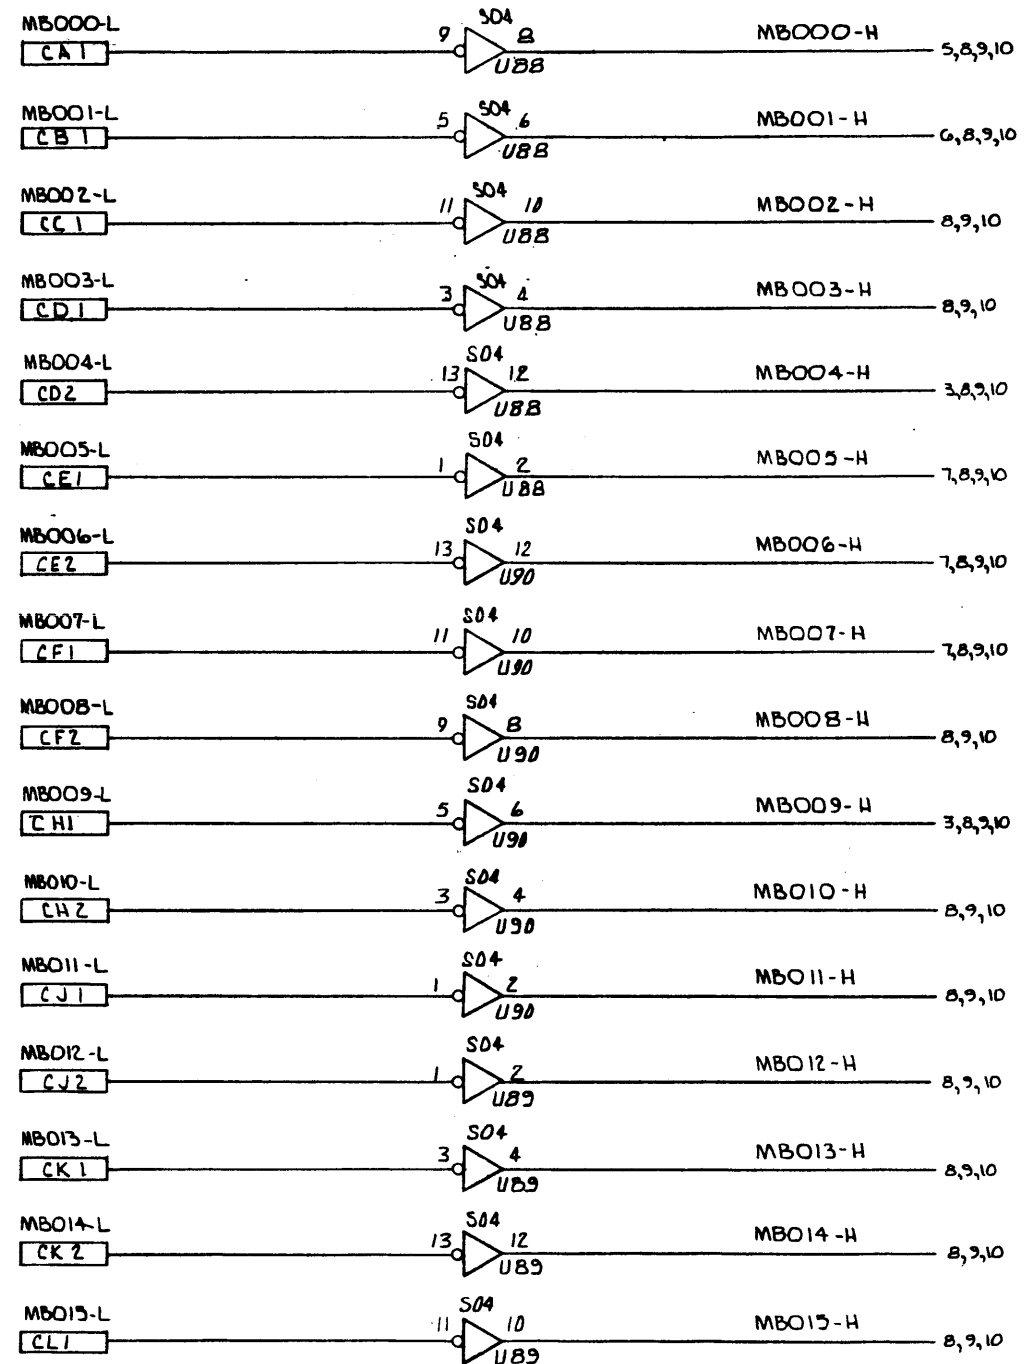 MB000-L
CA1
9
S04
8
U88
MB000-H
5,8,9,10
MB001-L
CB1
5
S04
6
U88
MB001-H
6,8,9,10
MB002-L
CC1
11
S04
10
U88
MB002-H
8,9,10
MB003-L
CD1
3
S04
4
U88
MB003-H
8,9,10
MB004-L
CD2
13
S04
12
U88
MB004-H
3,8,9,10
MB005-L
CE1
1
S04
2
U88
MB005-H
7,8,9,10
MB006-L
CE2
13
S04
12
U90
MB006-H
7,8,9,10
MB007-L
CF1
11
S04
10
U90
MB007-H
7,8,9,10
MB008-L
CF2
9
S04
8
U90
MB008-H
8,9,10
MB009-L
CH1
5
S04
6
U90
MB009-H
3,8,9,10
MB010-L
CH2
3
S04
4
U90
MB010-H
8,9,10
MB011-L
CJ1
1
S04
2
U90
MB011-H
8,9,10
MB012-L
CJ2
1
S04
2
U89
MB012-H
8,9,10
MB013-L
CK1
3
S04
4
U89
MB013-H
8,9,10
MB014-L
CK2
13
S04
12
U89
MB014-H
8,9,10
MB015-L
CL1
11
S04
10
U89
MB015-H
8,9,10